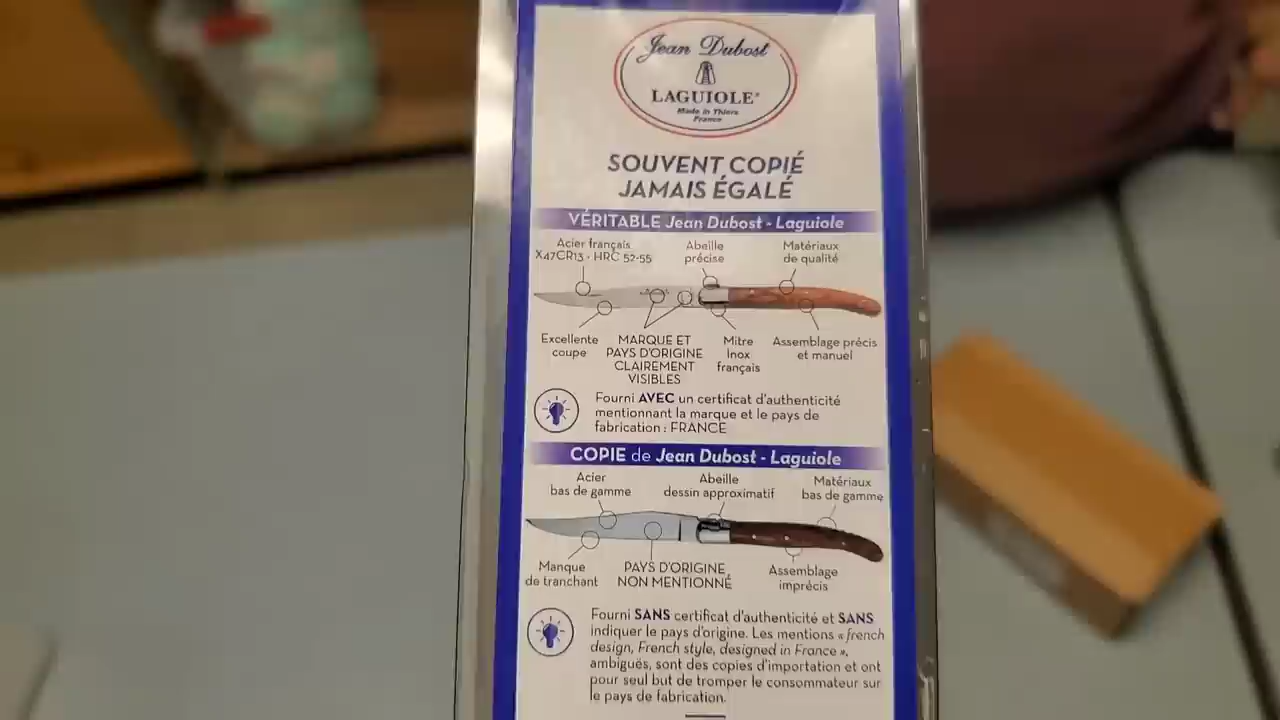 Jean Dubost
LAGUIOLE®
Made in Thiers
France
SOUVENT COPIÉ
JAMAIS ÉGALÉ
VÉRITABLE Jean Dubost - Laguiole
Acier français
X47CR13 - HRC 52-55
Abeille
précise
Matériaux
de qualité
Excellente
coupe
MARQUE ET
PAYS D'ORIGINE
CLAIREMENT
VISIBLES
Mitre
Inox
français
Assemblage précis
et manuel
Fourni AVEC un certificat d'authenticité
mentionnant la marque et le pays de
fabrication : FRANCE
COPIE de Jean Dubost - Laguiole
Acier
bas de gamme
Abeille
dessin approximatif
Matériaux
bas de gamme
Manque
de tranchant
PAYS D'ORIGINE
NON MENTIONNÉ
Assemblage
imprécis
Fourni SANS certificat d'authenticité et SANS
indiquer le pays d'origine. Les mentions « french
design, French style, designed in France »,
ambiguës, sont des copies d'importation et ont
pour seul but de tromper le consommateur sur
le pays de fabrication.